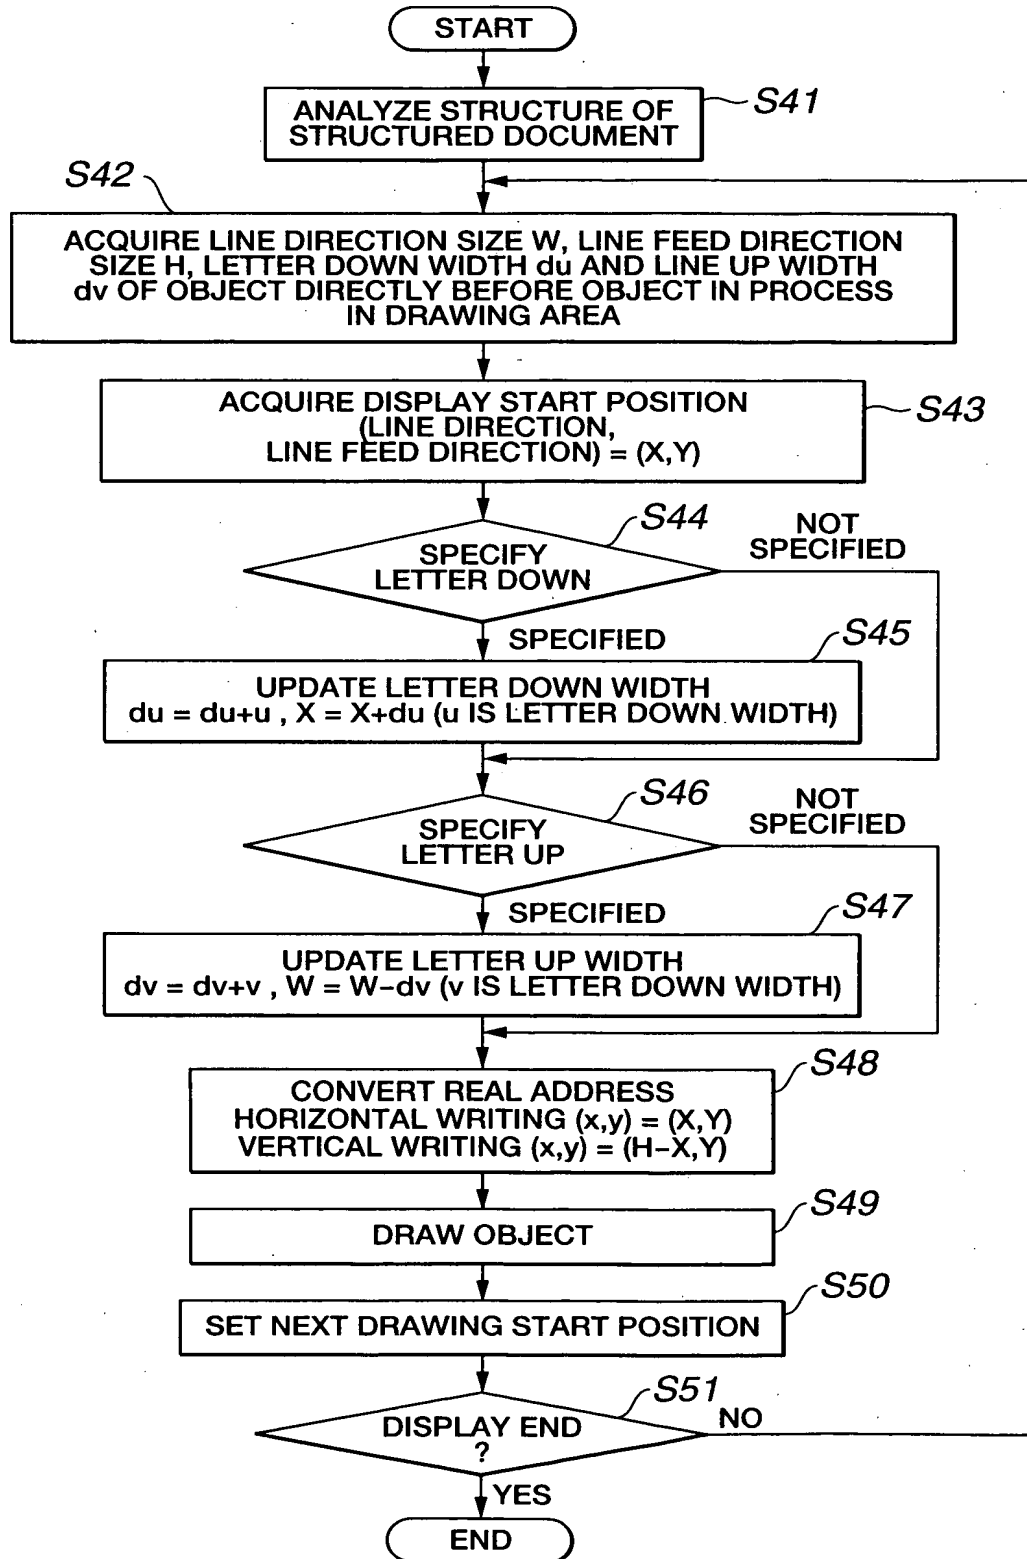 START
S41
ANALYZE STRUCTURE OF
STRUCTURED DOCUMENT
S42
ACQUIRE LINE DIRECTION SIZE W, LINE FEED DIRECTION
SIZE H, LETTER DOWN WIDTH du AND LINE UP WIDTH
dv OF OBJECT DIRECTLY BEFORE OBJECT IN PROCESS
IN DRAWING AREA
S43
ACQUIRE DISPLAY START POSITION
(LINE DIRECTION,
LINE FEED DIRECTION) = (X,Y)
S44
SPECIFY
LETTER DOWN
NOT
SPECIFIED
SPECIFIED
S45
UPDATE LETTER DOWN WIDTH
du = du+u , X = X+du (u IS LETTER DOWN WIDTH)
S46
SPECIFY
LETTER UP
NOT
SPECIFIED
SPECIFIED
S47
UPDATE LETTER UP WIDTH
dv = dv+v , W = W−dv (v IS LETTER DOWN WIDTH)
S48
CONVERT REAL ADDRESS
HORIZONTAL WRITING (x,y) = (X,Y)
VERTICAL WRITING (x,y) = (H−X,Y)
S49
DRAW OBJECT
S50
SET NEXT DRAWING START POSITION
S51
DISPLAY END
?
NO
YES
END